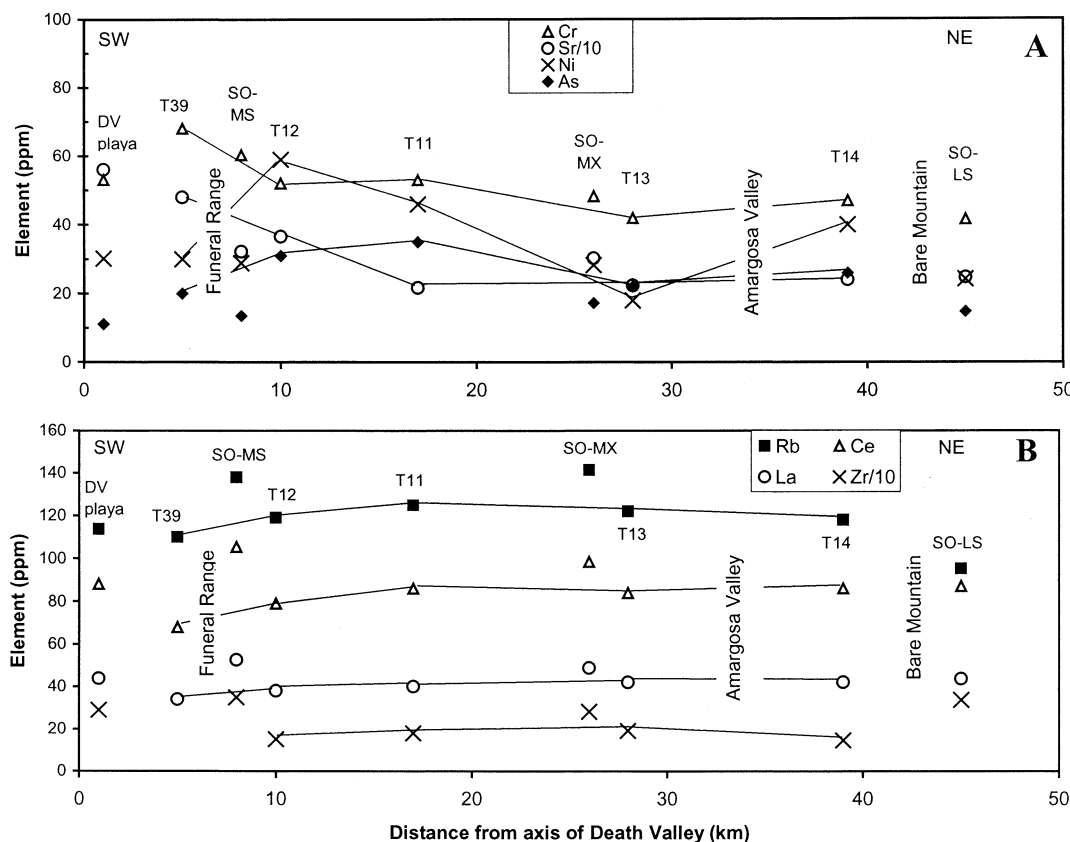 100
80
60
40
20
0
Element (ppm)
SW
NE
A
Cr
Sr/10
Ni
As
DV
playa
T39
SO-
MS
T12
T11
SO-
MX
T13
T14
SO-
LS
Funeral Range
Amargosa Valley
Bare Mountain
0
10
20
30
40
50
160
140
120
100
80
60
40
20
0
Element (ppm)
SW
NE
B
Rb
Ce
La
Zr/10
DV
playa
T39
SO-MS
T12
T11
SO-MX
T13
T14
SO-LS
Funeral Range
Amargosa Valley
Bare Mountain
0
10
20
30
40
50
Distance from axis of Death Valley (km)